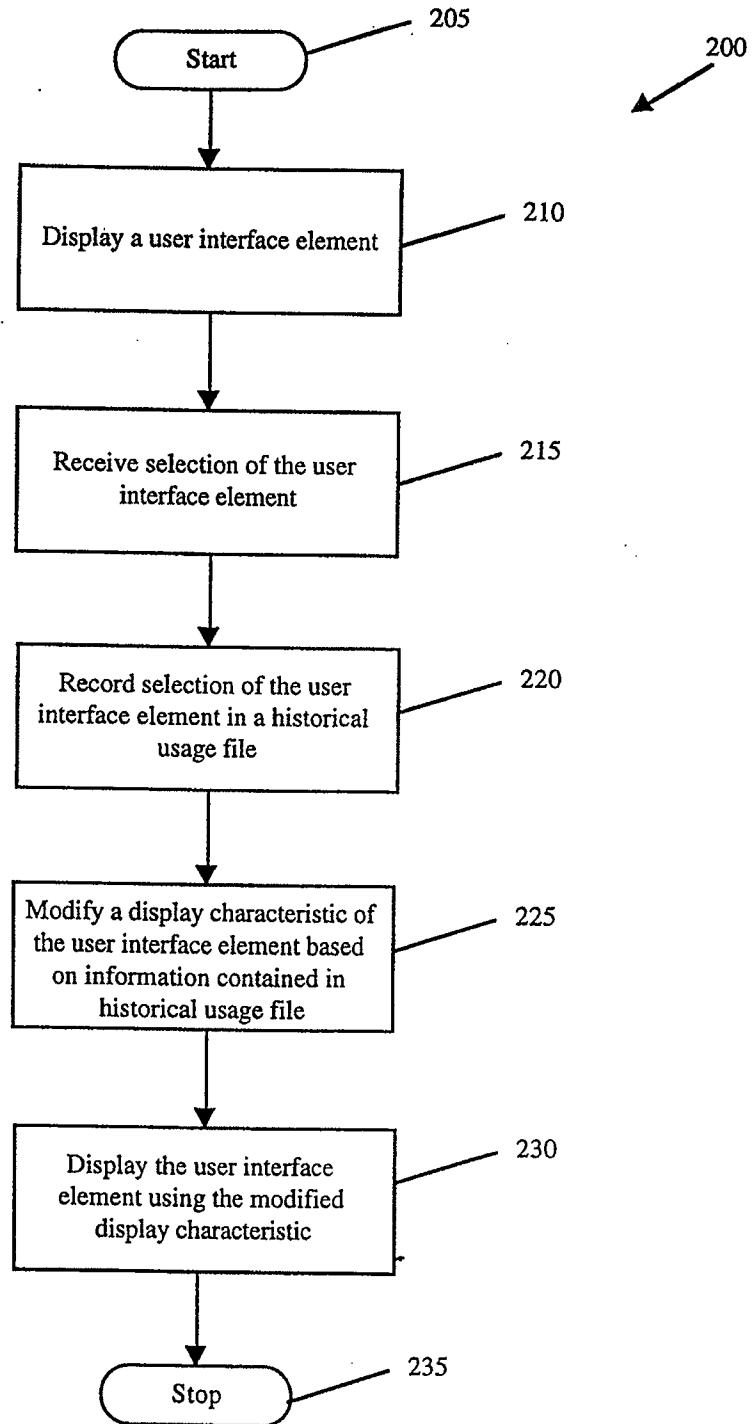 205
Start
200
210
Display a user interface element
215
Receive selection of the user
interface element
220
Record selection of the user
interface element in a historical
usage file
225
Modify a display characteristic of
the user interface element based
on information contained in
historical usage file
230
Display the user interface
element using the modified
display characteristic
235
Stop